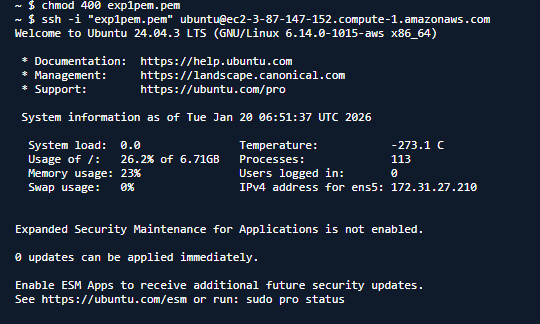 ~ $ chmod 400 exp1pem.pem
~ $ ssh -i "exp1pem.pem" ubuntu@ec2-3-87-147-152.compute-1.amazonaws.com
Welcome to Ubuntu 24.04.3 LTS (GNU/Linux 6.14.0-1015-aws x86_64)

 * Documentation:  https://help.ubuntu.com
 * Management:     https://landscape.canonical.com
 * Support:        https://ubuntu.com/pro

 System information as of Tue Jan 20 06:51:37 UTC 2026

  System load:  0.0               Temperature:           -273.1 C
  Usage of /:   26.2% of 6.71GB   Processes:             113
  Memory usage: 23%               Users logged in:       0
  Swap usage:   0%                IPv4 address for ens5: 172.31.27.210

Expanded Security Maintenance for Applications is not enabled.

0 updates can be applied immediately.

Enable ESM Apps to receive additional future security updates.
See https://ubuntu.com/esm or run: sudo pro status